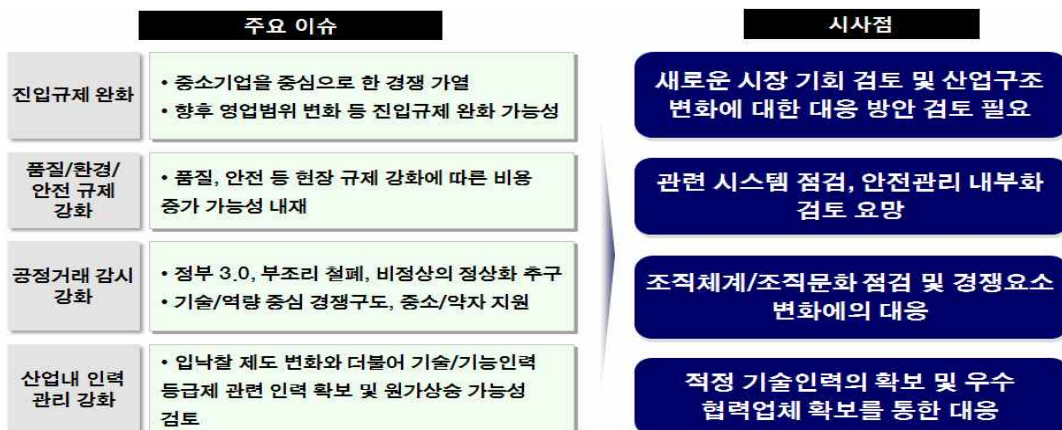 주요 이슈
시사점
진입규제 완화
• 중소기업을 중심으로 한 경쟁 가열
• 향후 영업범위 변화 등 진입규제 완화 가능성
새로운 시장 기회 검토 및 산업구조
변화에 대한 대응 방안 검토 필요
품질/환경/
안전 규제
강화
• 품질, 안전 등 현장 규제 강화에 따른 비용
증가 가능성 내재
관련 시스템 점검, 안전관리 내부화
검토 요망
공정거래 감시
강화
• 정부 3.0, 부조리 철폐, 비정상의 정상화 추구
• 기술/역량 중심 경쟁구도, 중소/약자 지원
조직체계/조직문화 점검 및 경쟁요소
변화에의 대응
산업내 인력
관리 강화
• 입낙찰 제도 변화와 더불어 기술/기능인력
등급제 관련 인력 확보 및 원가상승 가능성
검토
적정 기술인력의 확보 및 우수
협력업체 확보를 통한 대응